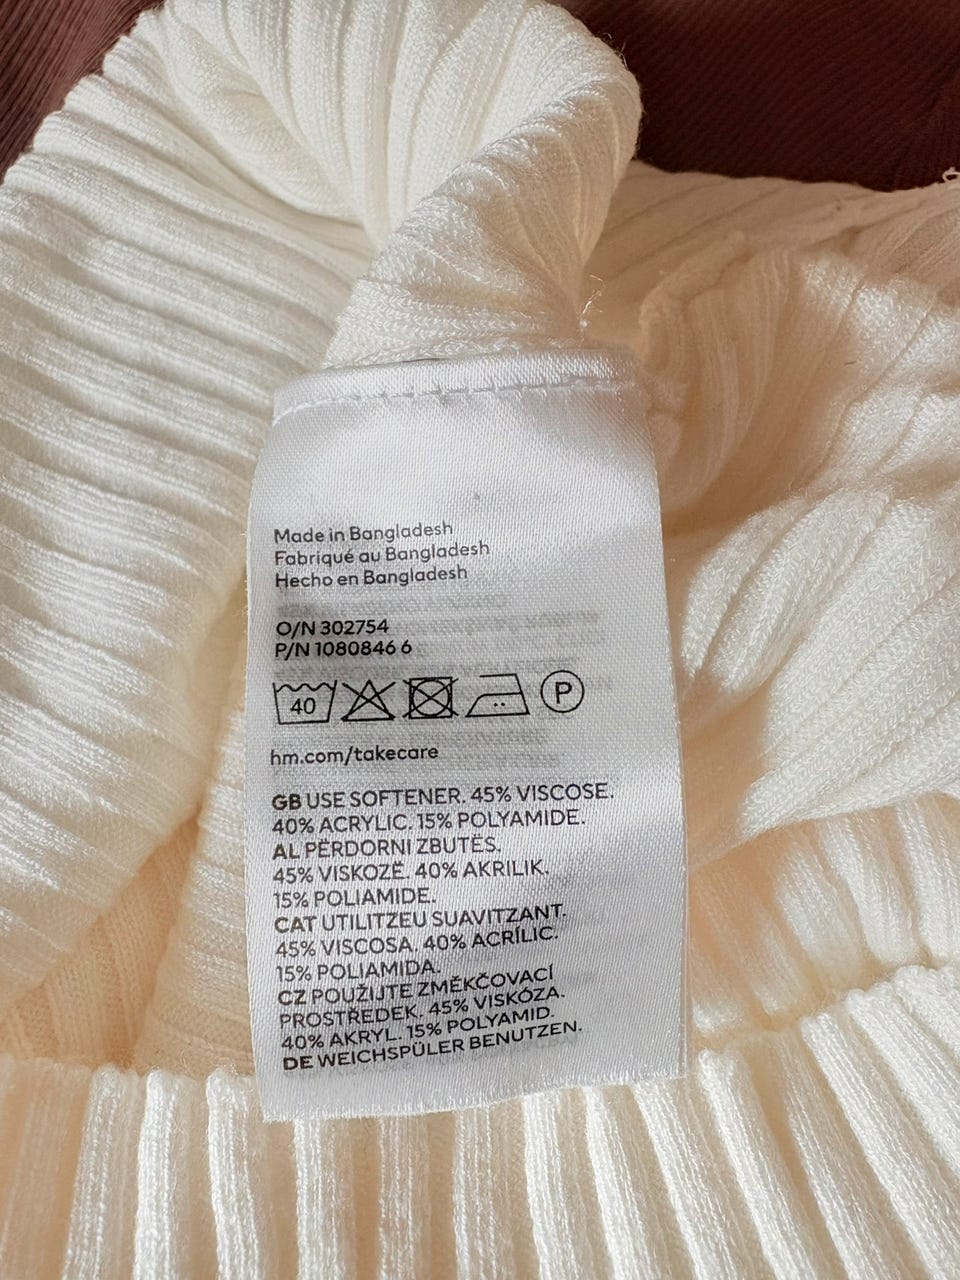 Made in Bangladesh
Fabriqué au Bangladesh
Hecho en Bangladesh
O/N 302754
P/N 1080846 6
40 P
hm.com/takecare
GB USE SOFTENER. 45% VISCOSE.
40% ACRYLIC. 15% POLYAMIDE.
AL PËRDORNI ZBUTËS.
45% VISKOZË. 40% AKRILIK.
15% POLIAMIDE.
CAT UTILITZEU SUAVITZANT.
45% VISCOSA. 40% ACRÍLIC.
15% POLIAMIDA.
CZ POUŽIJTE ZMĚKČOVACÍ
PROSTŘEDEK. 45% VISKÓZA.
40% AKRYL. 15% POLYAMID.
DE WEICHSPÜLER BENUTZEN.